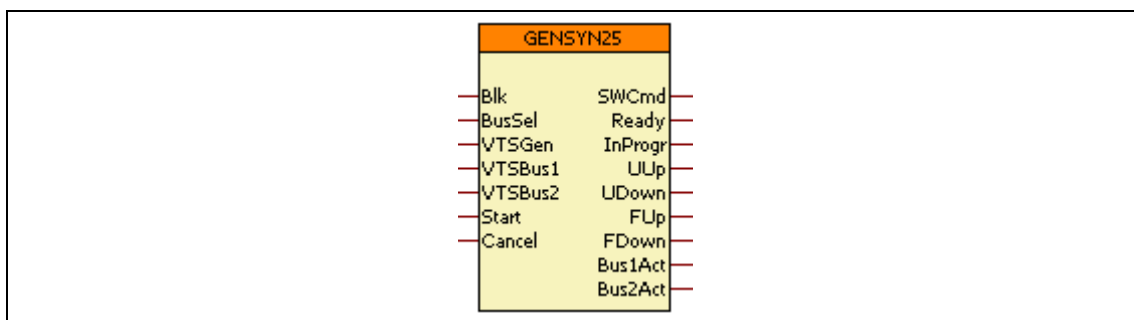 GENSYN25
Blk SWCmd
BusSel Ready
VTSGen InProgr
VTSBus1 UUp
VTSBus2 UDown
Start FUp
Cancel FDown
Bus1Act
Bus2Act